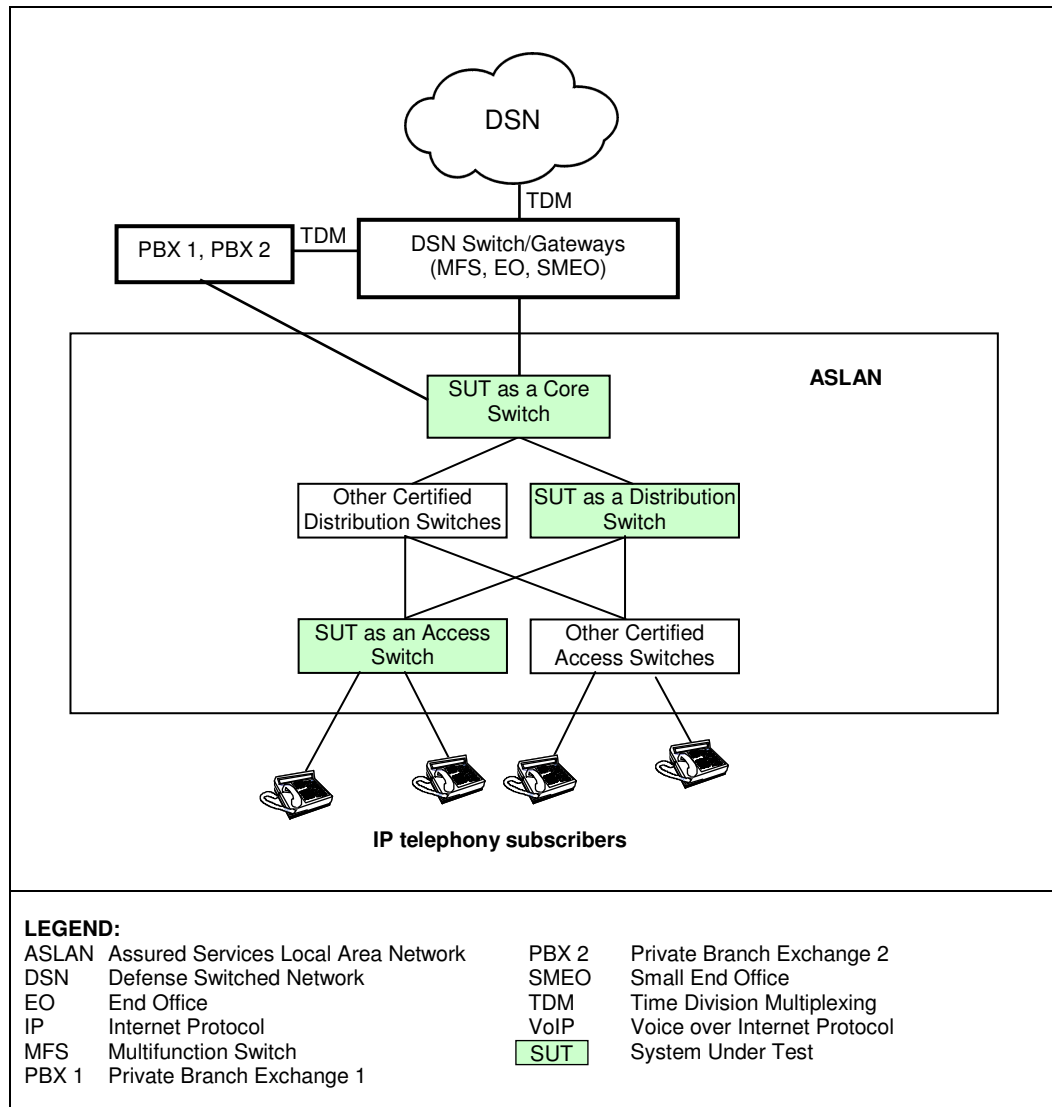 DSN
TDM
PBX 1, PBX 2
TDM
DSN Switch/Gateways
(MFS, EO, SMEO)
ASLAN
SUT as a Core
Switch
Other Certified
Distribution Switches
SUT as a Distribution
Switch
SUT as an Access
Switch
Other Certified
Access Switches
IP telephony subscribers
LEGEND:
ASLAN Assured Services Local Area Network
DSN Defense Switched Network
EO End Office
IP Internet Protocol
MFS Multifunction Switch
PBX 1 Private Branch Exchange 1
PBX 2 Private Branch Exchange 2
SMEO Small End Office
TDM Time Division Multiplexing
VoIP Voice over Internet Protocol
SUT System Under Test